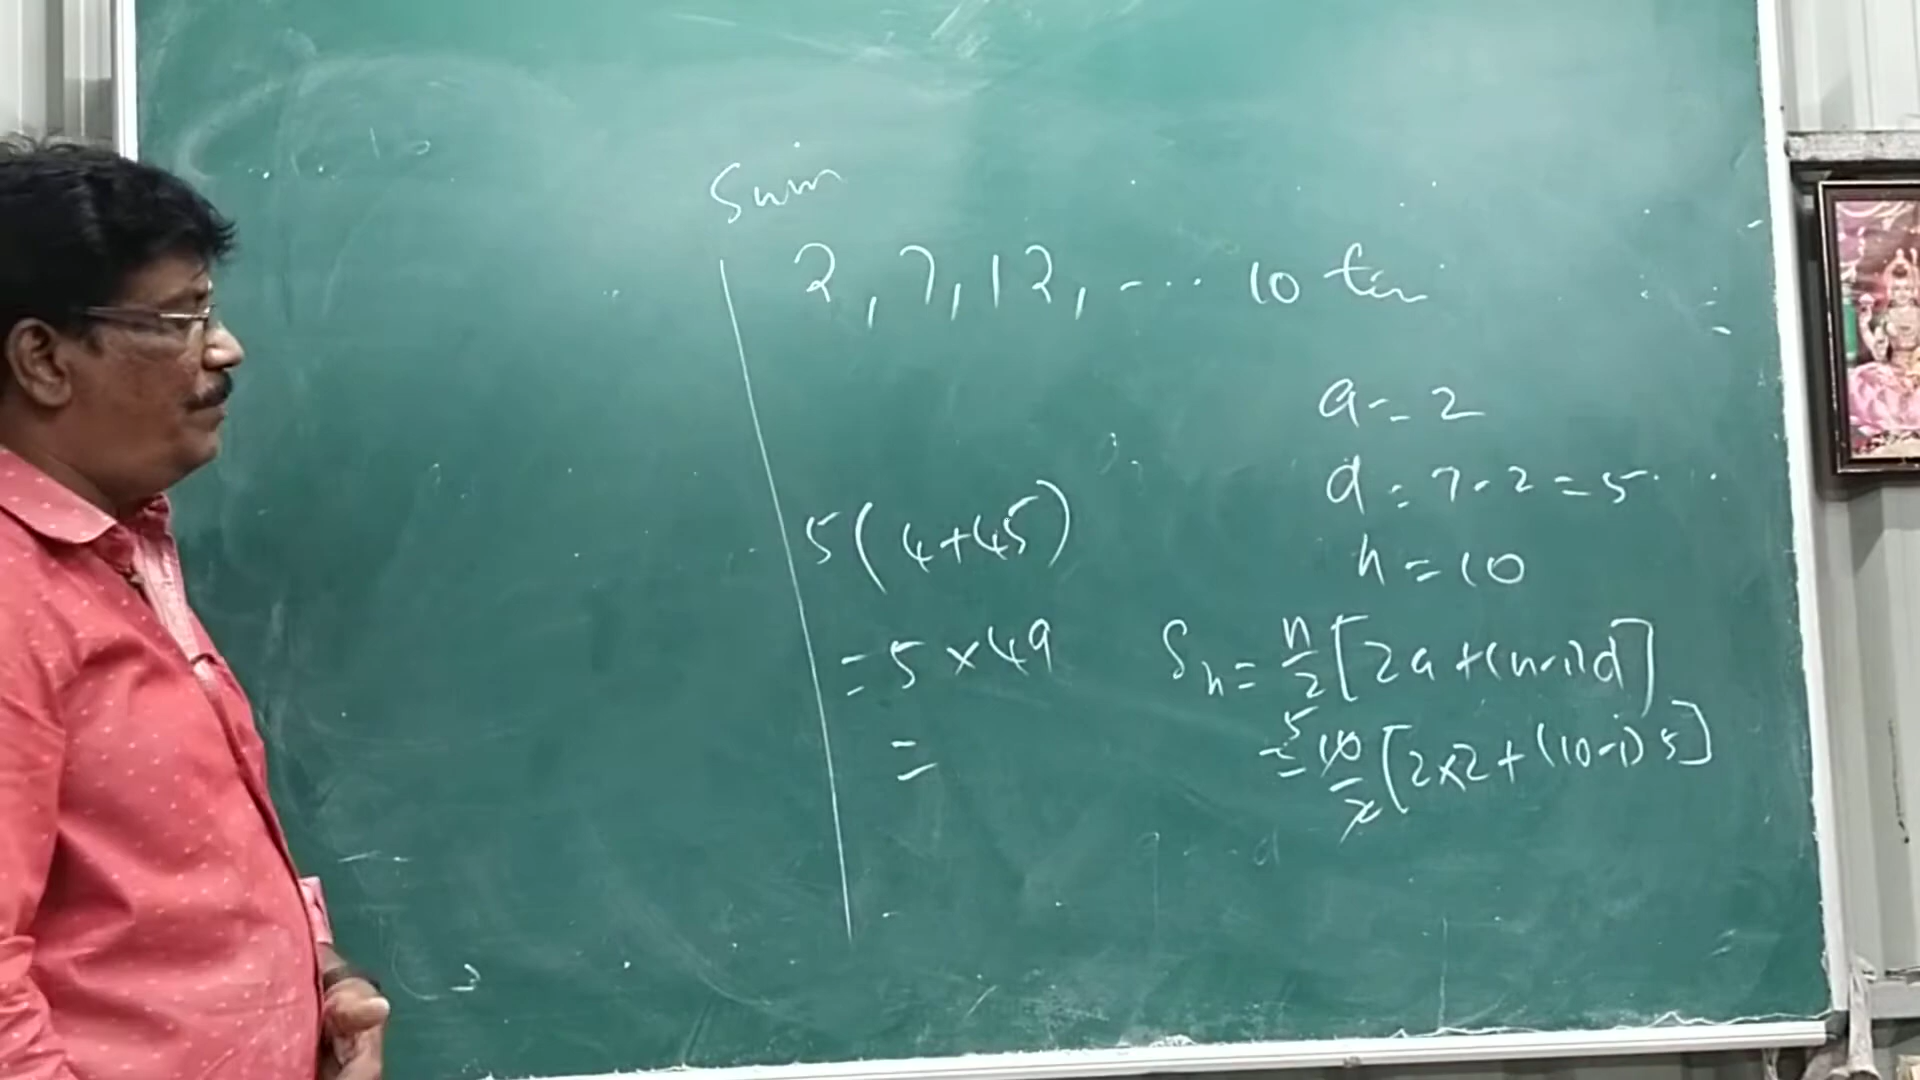 Sum
2, 7, 12, -... 10 ter
a = 2
d = 7 - 2 = 5
n = 10
Sn = n/2 [2a + (n-1)d]
= 10/2 [2×2 + (10-1) 5]
5
5(4+45)
= 5 × 49
=